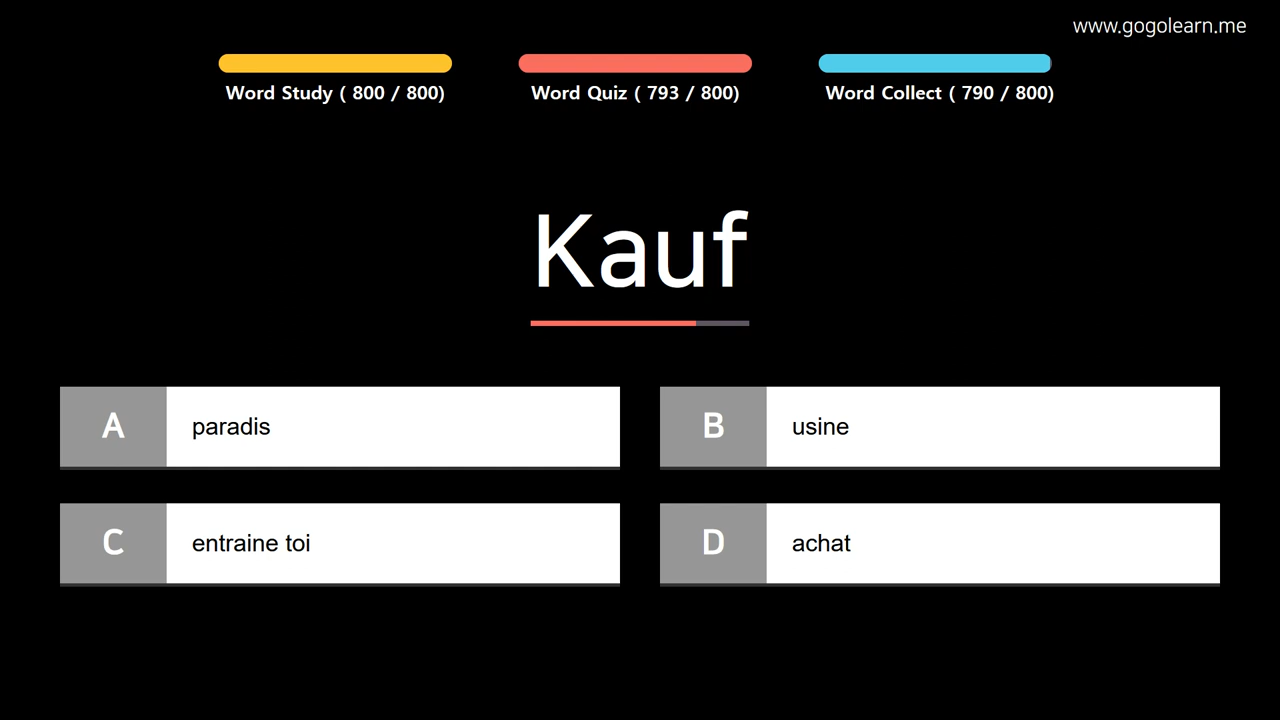 www.gogolearn.me
Word Study ( 800 / 800)
Word Quiz ( 793 / 800)
Word Collect ( 790 / 800)
Kauf
A
paradis
B
usine
C
entraine toi
D
achat